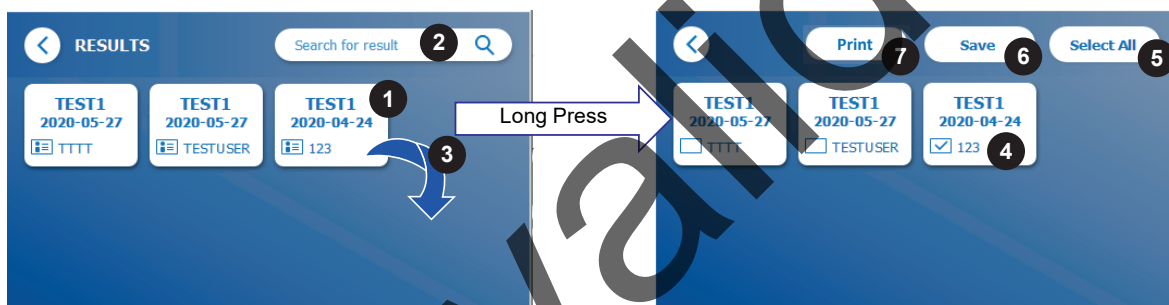 RESULTS
Search for result
2
TEST1
2020-05-27
TTTT
TEST1
2020-05-27
TESTUSER
TEST1
2020-04-24
123
1
3
Long Press
Print
7
Save
6
Select All
5
TEST1
2020-05-27
TTTT
TEST1
2020-05-27
TESTUSER
TEST1
2020-04-24
123
4